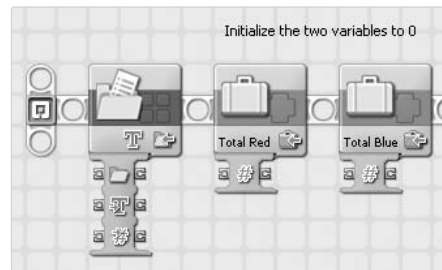 Initialize the two variables to 0
T
Total Red
Total Blue
#
#
T
#